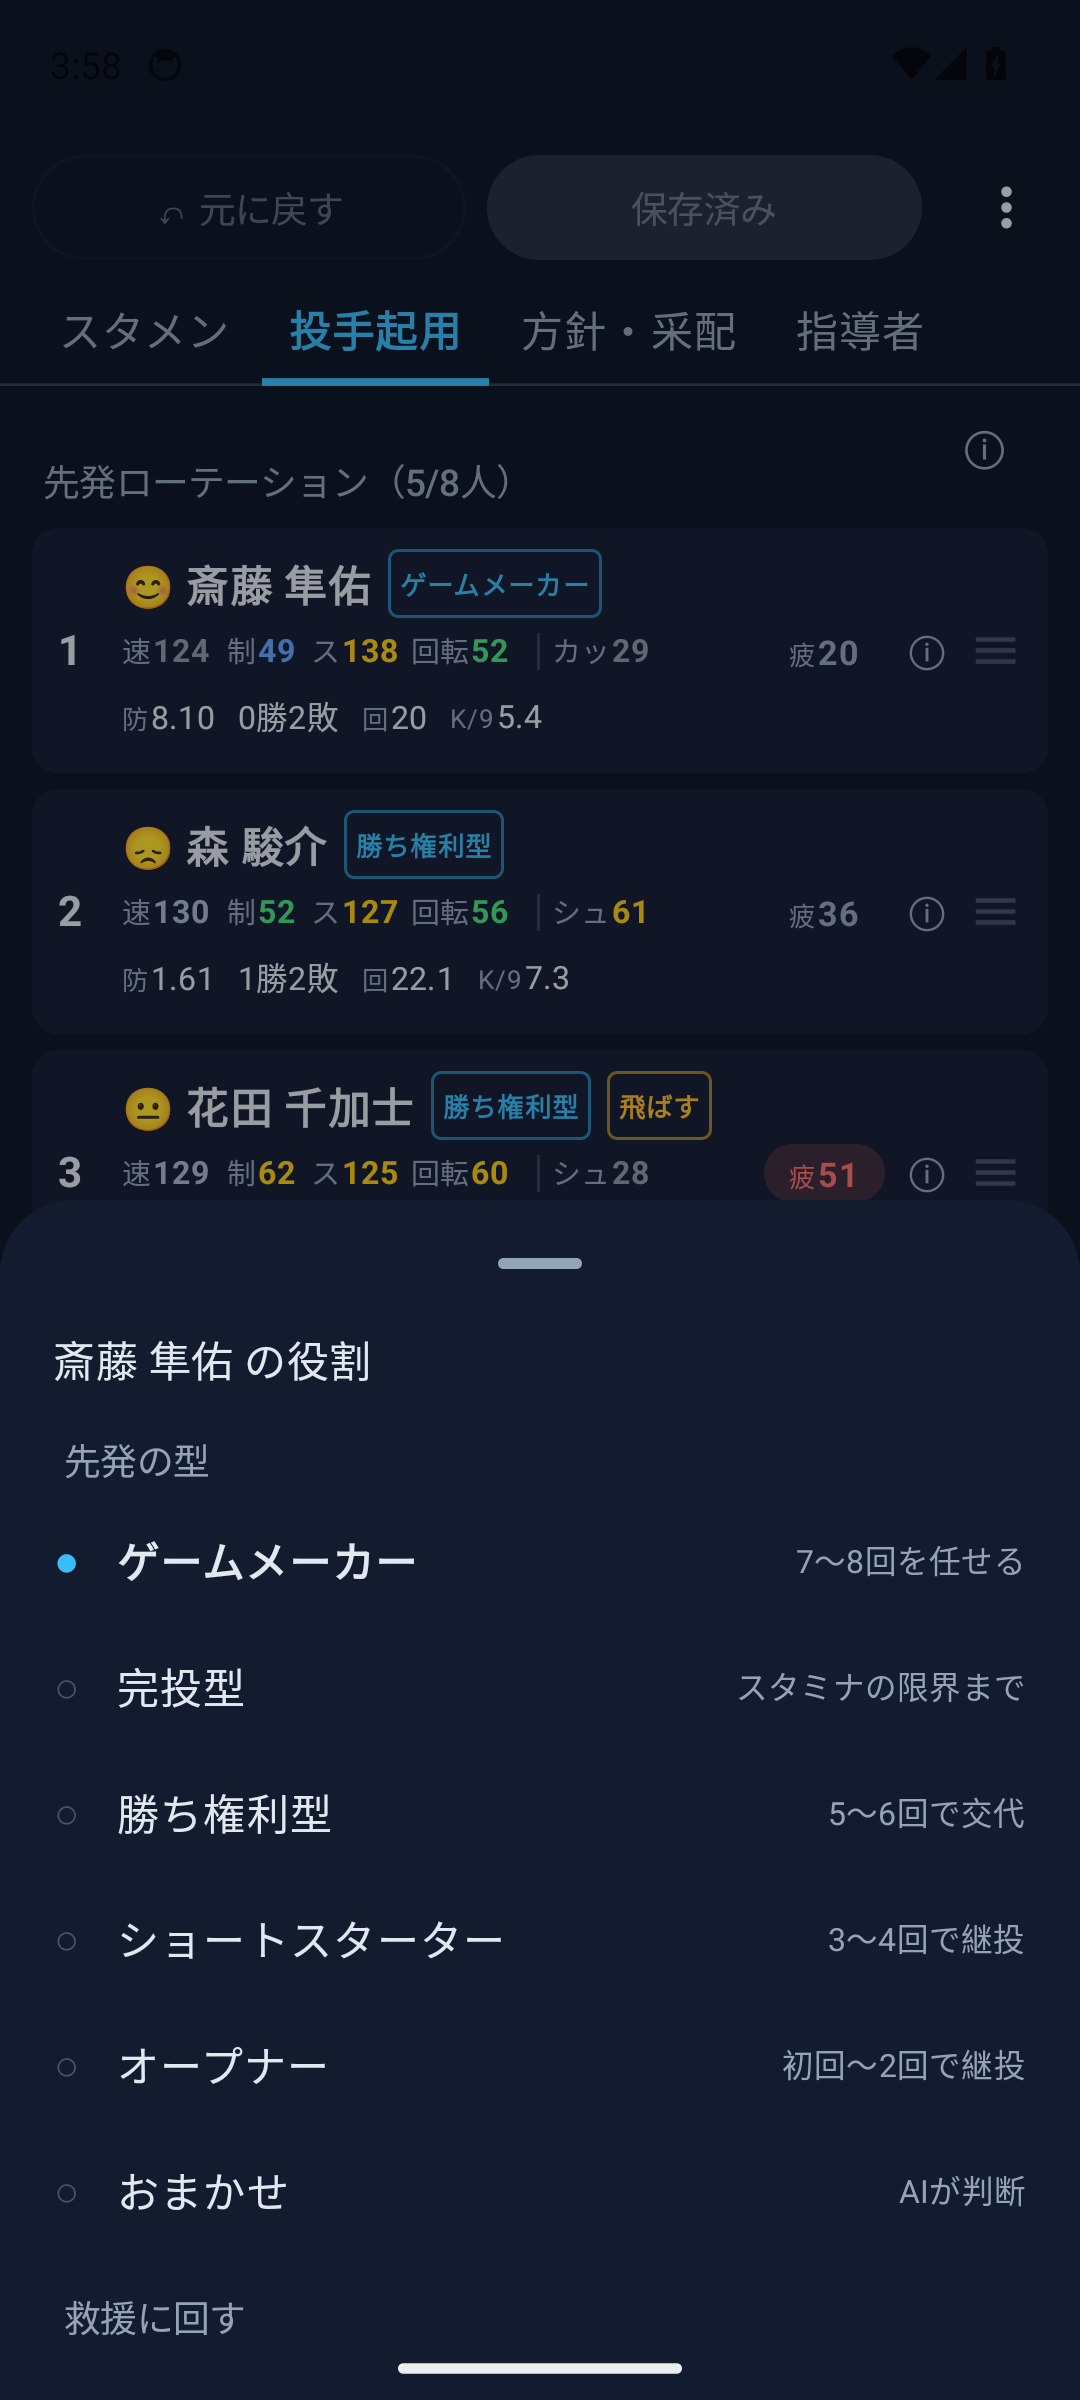 3:58
元に戻す
保存済み
スタメン 投手起用 方針・采配 指導者
先発ローテーション（5/8人）
斎藤 隼佑 ゲームメーカー
1 速124 制49 ス138 回転52 カッ29 疲20
防8.10 0勝2敗 回20 K/9 5.4
森 駿介 勝ち権利型
2 速130 制52 ス127 回転56 シュ61 疲36
防1.61 1勝2敗 回22.1 K/9 7.3
花田 千加士 勝ち権利型 飛ばす
3 速129 制62 ス125 回転60 シュ28 疲51
斎藤 隼佑 の役割
先発の型
ゲームメーカー 7〜8回を任せる
完投型 スタミナの限界まで
勝ち権利型 5〜6回で交代
ショートスターター 3〜4回で継投
オープナー 初回〜2回で継投
おまかせ AIが判断
救援に回す